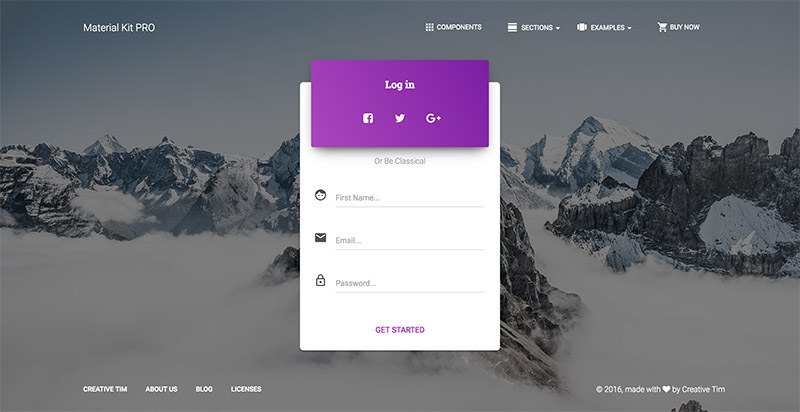 Material Kit PRO
COMPONENTS
SECTIONS
EXAMPLES
BUY NOW
Log in
G+
Or Be Classical
First Name...
Email...
Password...
GET STARTED
CREATIVE TIM
ABOUT US
BLOG
LICENSES
© 2016, made with by Creative Tim